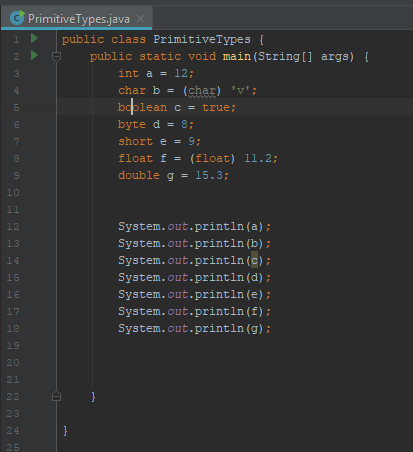 PrimitiveTypes.java
1 public class PrimitiveTypes {
2 public static void main(String[] args) {
3 int a = 12;
4 char b = (char) 'v';
5 boolean c = true;
6 byte d = 8;
7 short e = 9;
8 float f = (float) 11.2;
9 double g = 15.3;
10
11
12 System.out.println(a);
13 System.out.println(b);
14 System.out.println(c);
15 System.out.println(d);
16 System.out.println(e);
17 System.out.println(f);
18 System.out.println(g);
19
20
21
22 }
23
24 }
25